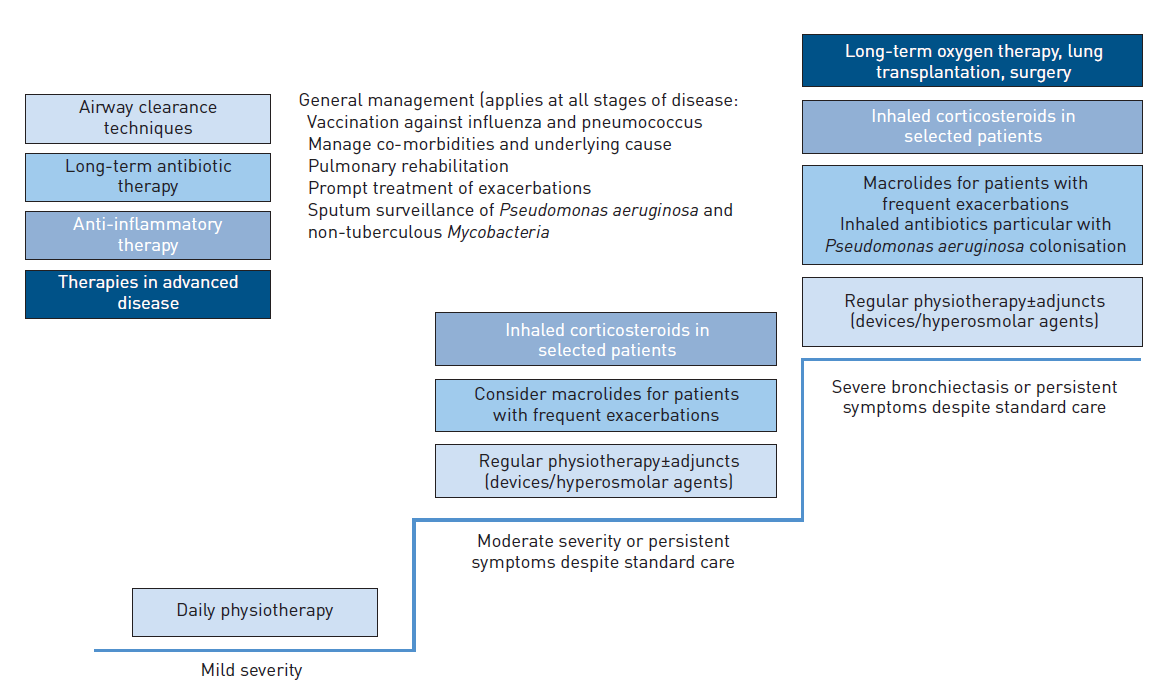 Airway clearance
techniques
Long-term antibiotic
therapy
Anti-inflammatory
therapy
Therapies in advanced
disease
General management (applies at all stages of disease:
Vaccination against influenza and pneumococcus
Manage co-morbidities and underlying cause
Pulmonary rehabilitation
Prompt treatment of exacerbations
Sputum surveillance of Pseudomonas aeruginosa and
non-tuberculous Mycobacteria
Long-term oxygen therapy, lung
transplantation, surgery
Inhaled corticosteroids in
selected patients
Macrolides for patients with
frequent exacerbations
Inhaled antibiotics particular with
Pseudomonas aeruginosa colonisation
Regular physiotherapy±adjuncts
(devices/hyperosmolar agents)
Severe bronchiectasis or persistent
symptoms despite standard care
Inhaled corticosteroids in
selected patients
Consider macrolides for patients
with frequent exacerbations
Regular physiotherapy±adjuncts
(devices/hyperosmolar agents)
Moderate severity or persistent
symptoms despite standard care
Daily physiotherapy
Mild severity